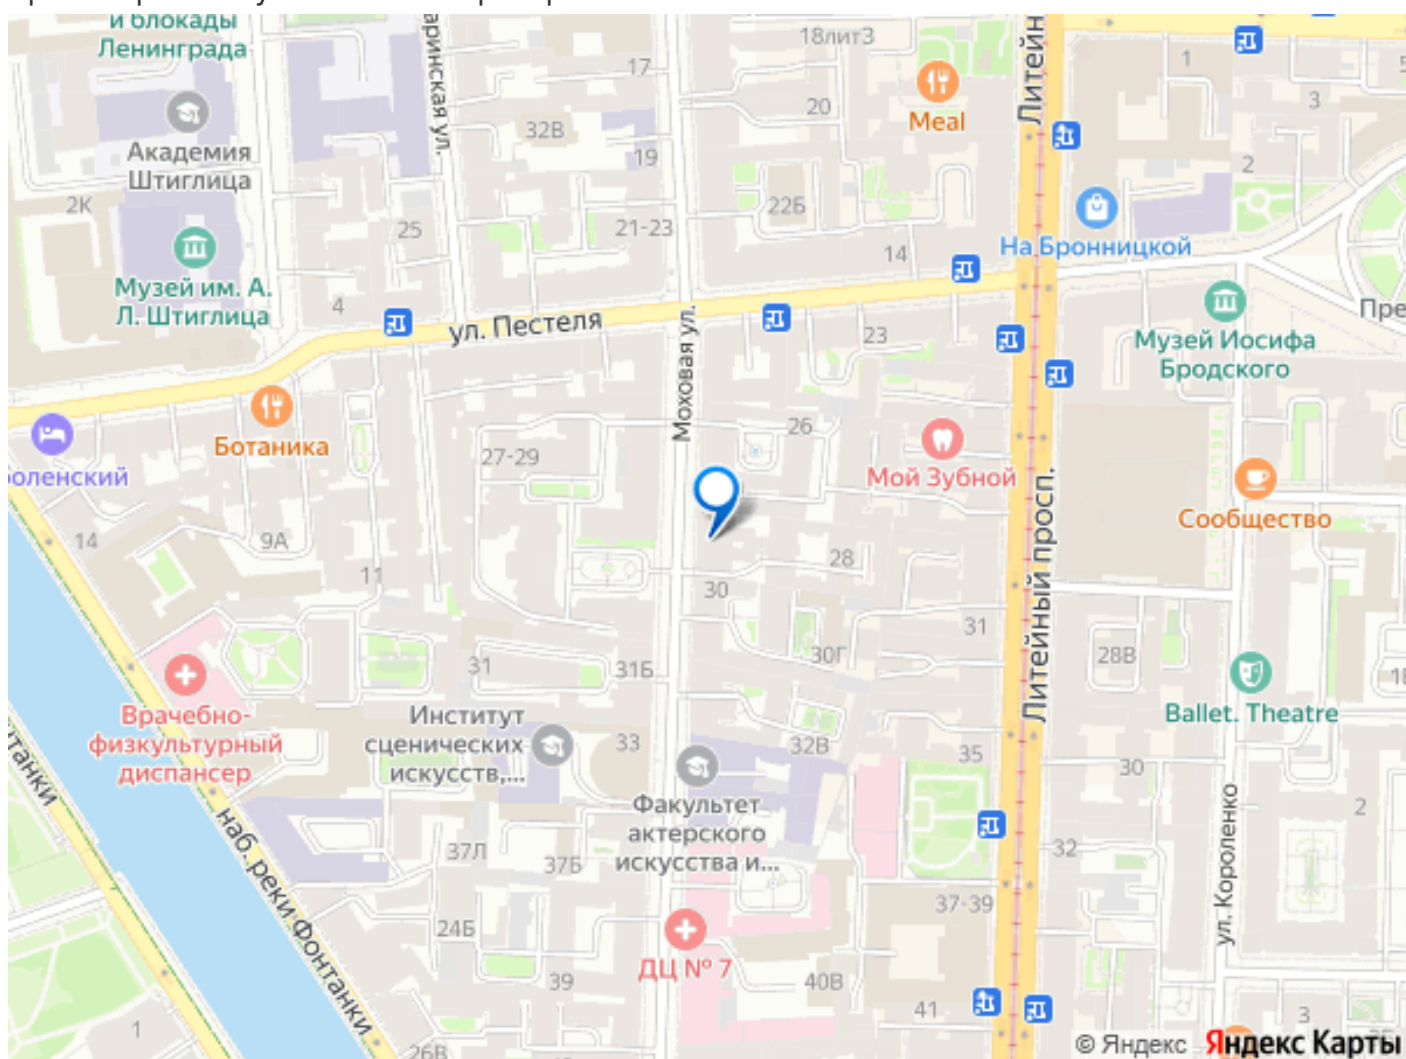 и блокады
Ленинграда
аринская ул.
17
18лит3
Литейн
1
Meal
20
3
32В
Академия
Штиглица
19
2
2К
22Б
25
21-23
На Бронницкой
14
Музей им. А.
Л. Штиглица
4
ул. Пестеля
23
Музей Иосифа
Бродского
Пре
Моховая ул.
Ботаника
26
27-29
Мой Зубной
оленский
Сообщество
Литейный просп.
14
9А
11
28
30
31
31
31Б
30Г
28В
Ballet. Theatre
Врачебно-
физкультурный
диспансер
Институт
сценических
искусств,...
33
32В
35
30
Факультет
актерского
искусства и...
танки
наб. реки Фонтанки
37Л
37Б
32
2
ул. Короленко
37-39
24Б
ДЦ № 7
39
40В
41
3
1
26В
© Яндекс Яндекс Карты